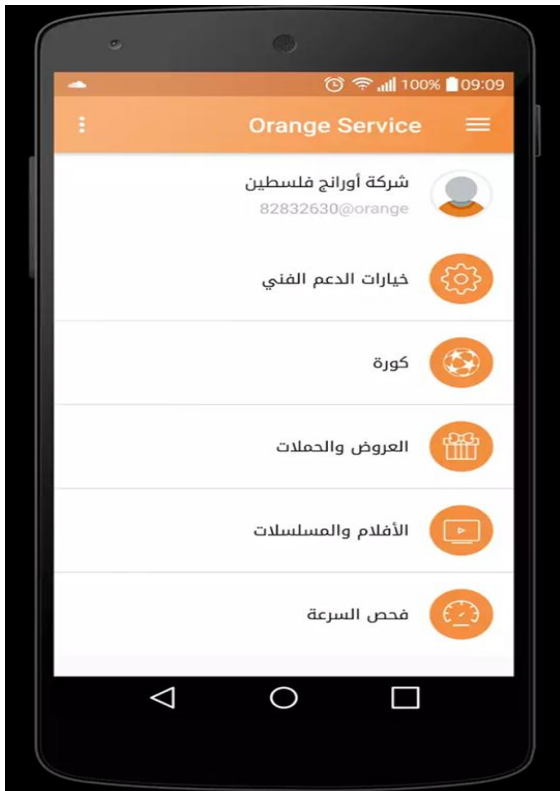 100% 09:09
Orange Service
شركة أورانج فلسطين
82832630@orange
خيارات الدعم الفني
كورة
العروض والحملات
الأفلام والمسلسلات
فحص السرعة